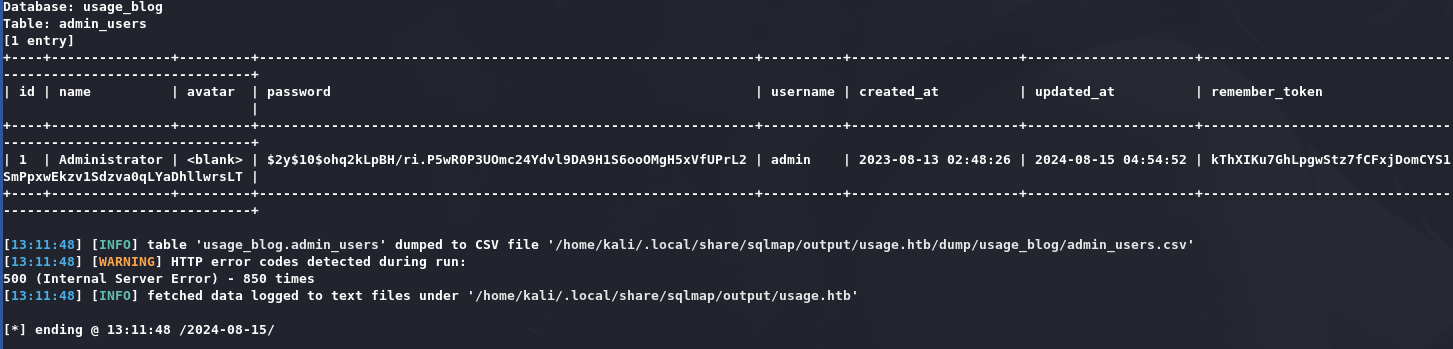 Database: usage_blog
Table: admin_users
[1 entry]
+----+---------------+---------+--------------------------------------------------------------+----------+---------------------+---------------------+------------------------------
-------------------------------+
| id | name          | avatar  | password                                                     | username | created_at          | updated_at          | remember_token
                               |
+----+---------------+---------+--------------------------------------------------------------+----------+---------------------+---------------------+------------------------------
-------------------------------+
| 1  | Administrator | <blank> | $2y$10$ohq2kLpBH/ri.P5wR0P3UOmc24Ydvl9DA9H1S6ooOMgH5xVfUPrL2 | admin    | 2023-08-13 02:48:26 | 2024-08-15 04:54:52 | kThXIKu7GhLpgwStz7fCFxjDomCYS1
SmPpxwEkzv1Sdzva0qLYaDhllwrsLT |
+----+---------------+---------+--------------------------------------------------------------+----------+---------------------+---------------------+------------------------------
-------------------------------+
[13:11:48] [INFO] table 'usage_blog.admin_users' dumped to CSV file '/home/kali/.local/share/sqlmap/output/usage.htb/dump/usage_blog/admin_users.csv'
[13:11:48] [WARNING] HTTP error codes detected during run:
500 (Internal Server Error) - 850 times
[13:11:48] [INFO] fetched data logged to text files under '/home/kali/.local/share/sqlmap/output/usage.htb'
[*] ending @ 13:11:48 /2024-08-15/